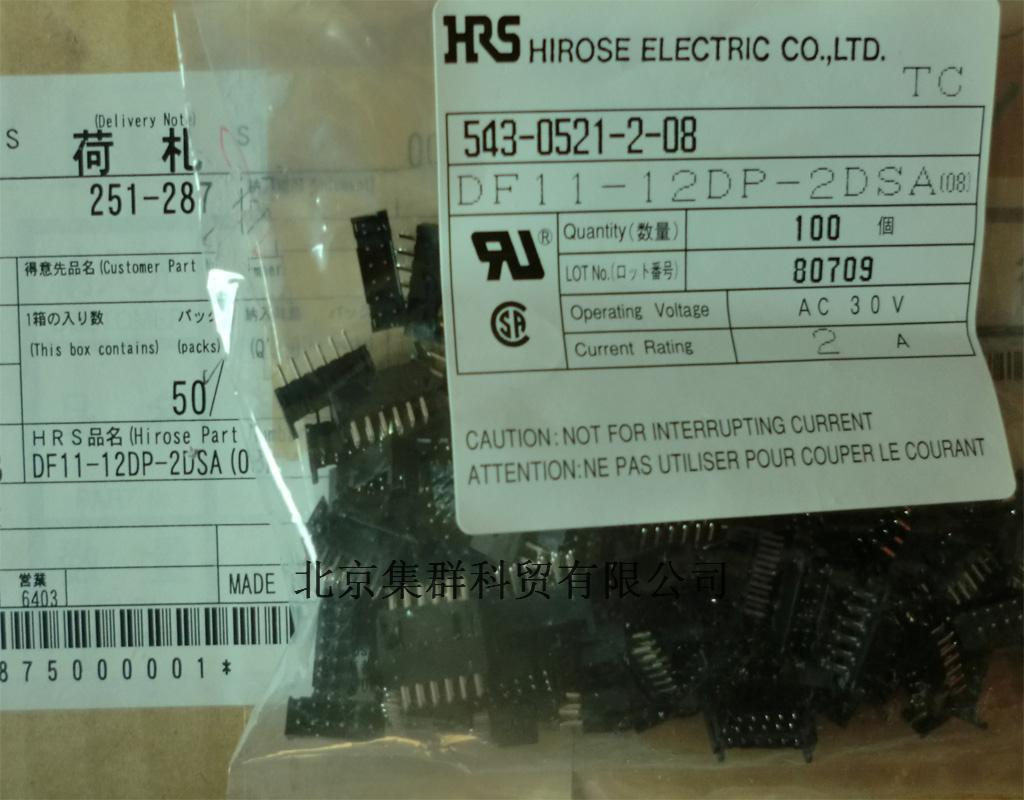 HRS HIROSE ELECTRIC CO.,LTD.
TC
543-0521-2-08
DF11-12DP-2DSA(08)
Quantity(数量) 100 個
LOT No.(ロット番号) 80709
Operating Voltage AC 30V
Current Rating 2 A
CAUTION:NOT FOR INTERRUPTING CURRENT
ATTENTION:NE PAS UTILISER POUR COUPER LE COURANT
(Delivery Note
S
荷札
251-287
得意先品名(Customer Part
1箱の入り数 パッ
(This box contains) (packs)
50/
HRS品名(Hirose Part
DF11-12DP-2DSA(0
営業
6403
MADE
875000001*
北京集群科贸有限公司